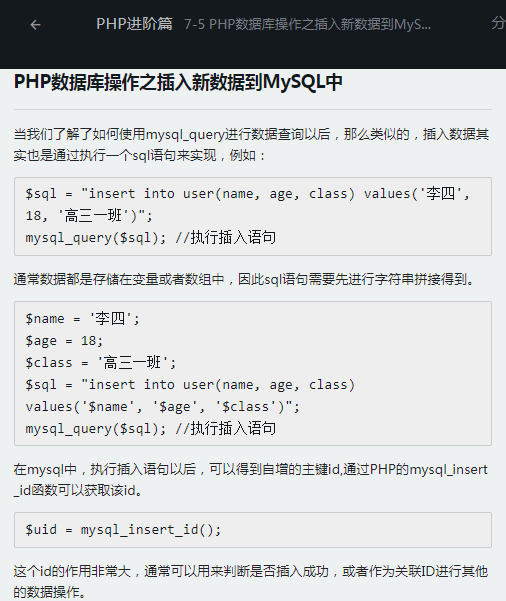 ← PHP进阶篇 7-5 PHP数据库操作之插入新数据到MyS... 分
PHP数据库操作之插入新数据到MySQL中
当我们了解了如何使用mysql_query进行数据查询以后，那么类似的，插入数据其
实也是通过执行一个sql语句来实现，例如：
$sql = "insert into user(name, age, class) values('李四',
18, '高三一班')";
mysql_query($sql); //执行插入语句
通常数据都是存储在变量或者数组中，因此sql语句需要先进行字符串拼接得到。
$name = '李四';
$age = 18;
$class = '高三一班';
$sql = "insert into user(name, age, class)
values('$name', '$age', '$class')";
mysql_query($sql); //执行插入语句
在mysql中，执行插入语句以后，可以得到自增的主键id,通过PHP的mysql_insert
_id函数可以获取该id。
$uid = mysql_insert_id();
这个id的作用非常大，通常可以用来判断是否插入成功，或者作为关联ID进行其他
的数据操作。